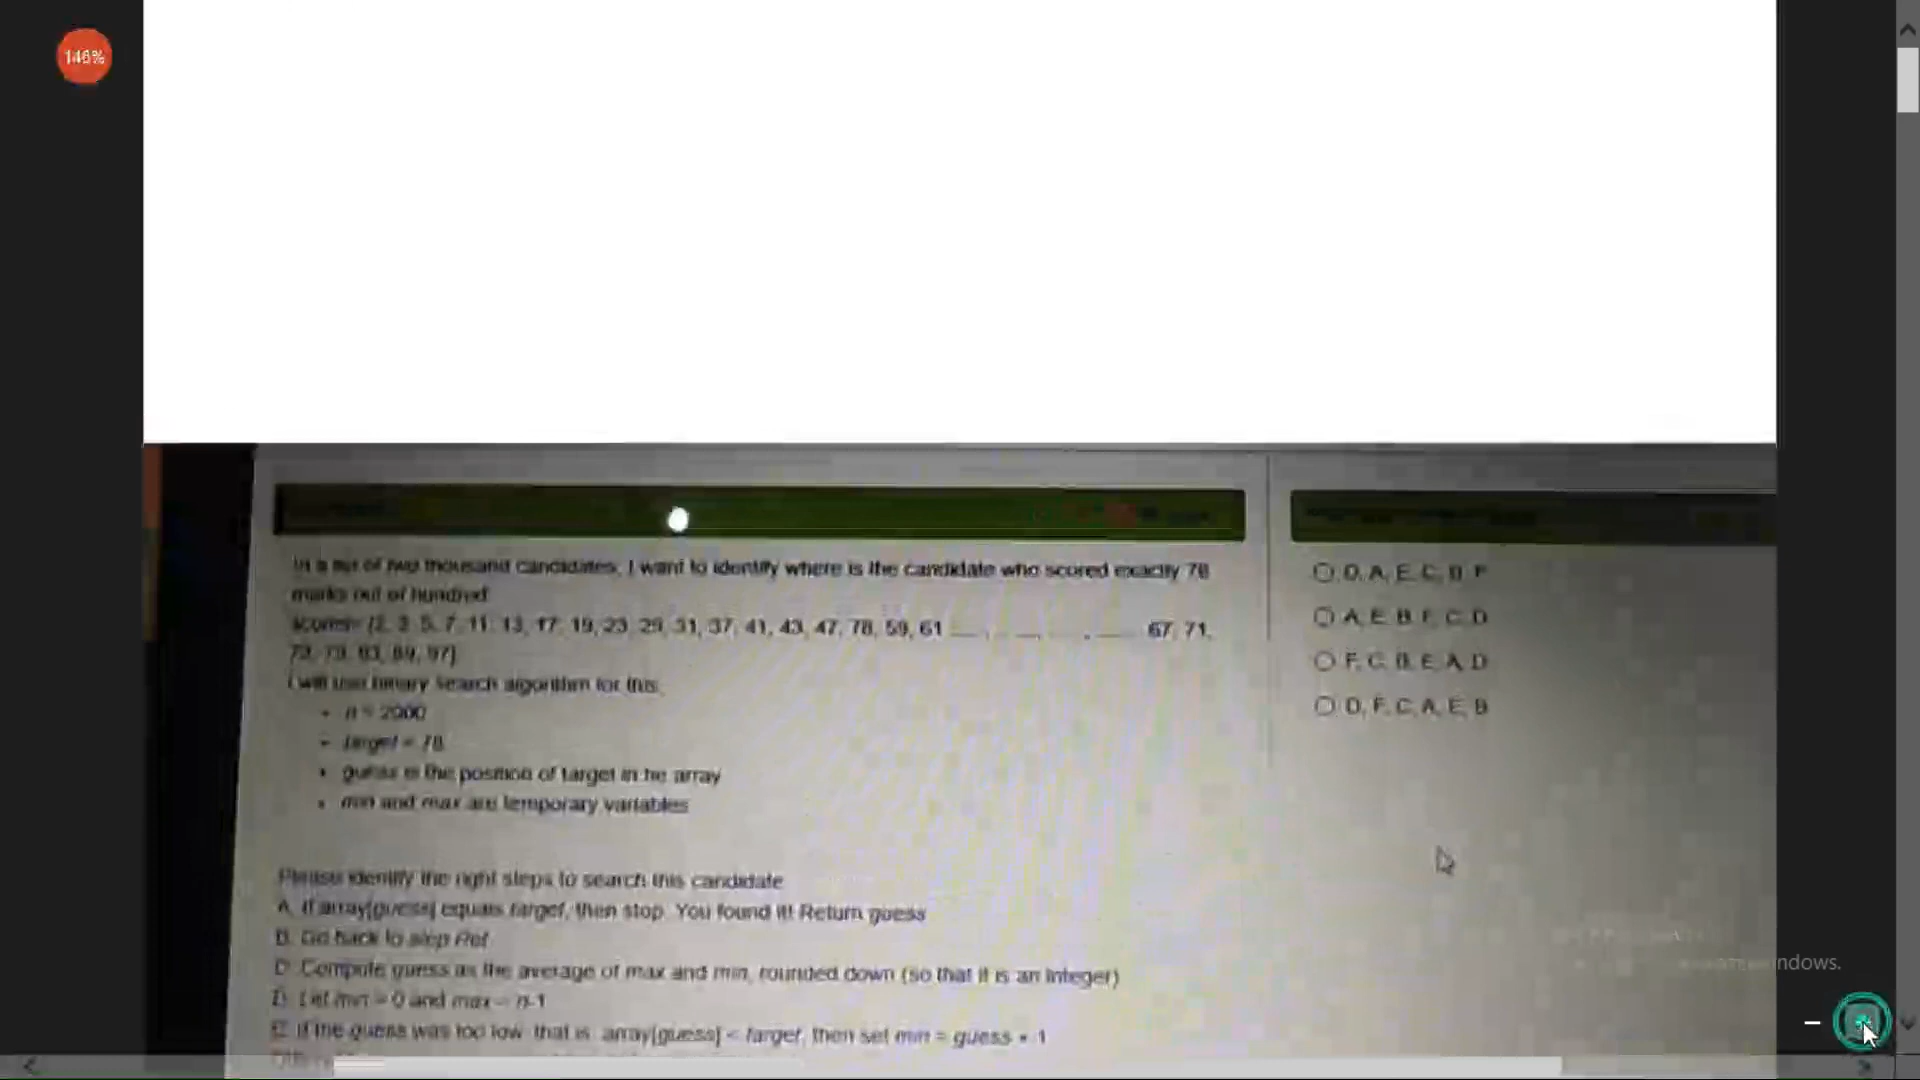 146%
In a list of two thousand candidates, I want to identify where is the candidate who scored exactly 78
marks out of hundred
scores= [2, 3, 5, 7, 11, 13, 17, 19, 23, 29, 31, 37, 41, 43, 47, 78, 59, 61 ___, ___, ___ 67, 71,
73, 79, 83, 89, 97]
I will use binary search algorithm for this.
n = 2000
target = 78
guess is the position of target in he array
min and max are temporary variables
Please identify the right steps to search this candidate
A. If array[guess] equals target, then stop. You found it! Return guess
B. Go back to step Ref
Compute guess as the average of max and min, rounded down (so that it is an integer)
Let min = 0 and max = n-1
If the guess was too low, that is, array[guess] < target, then set min = guess + 1
D, A, E, C, B, F
A, E, B, F, C, D
F, C, B, E, A, D
D, F, C, A, E, B
ndows.